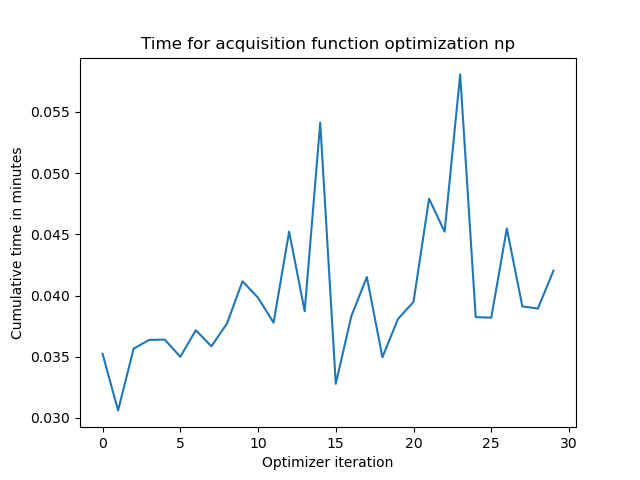 Time for acquisition function optimization np
Cumulative time in minutes
0.055
0.050
0.045
0.040
0.035
0.030
0 5 10 15 20 25 30
Optimizer iteration